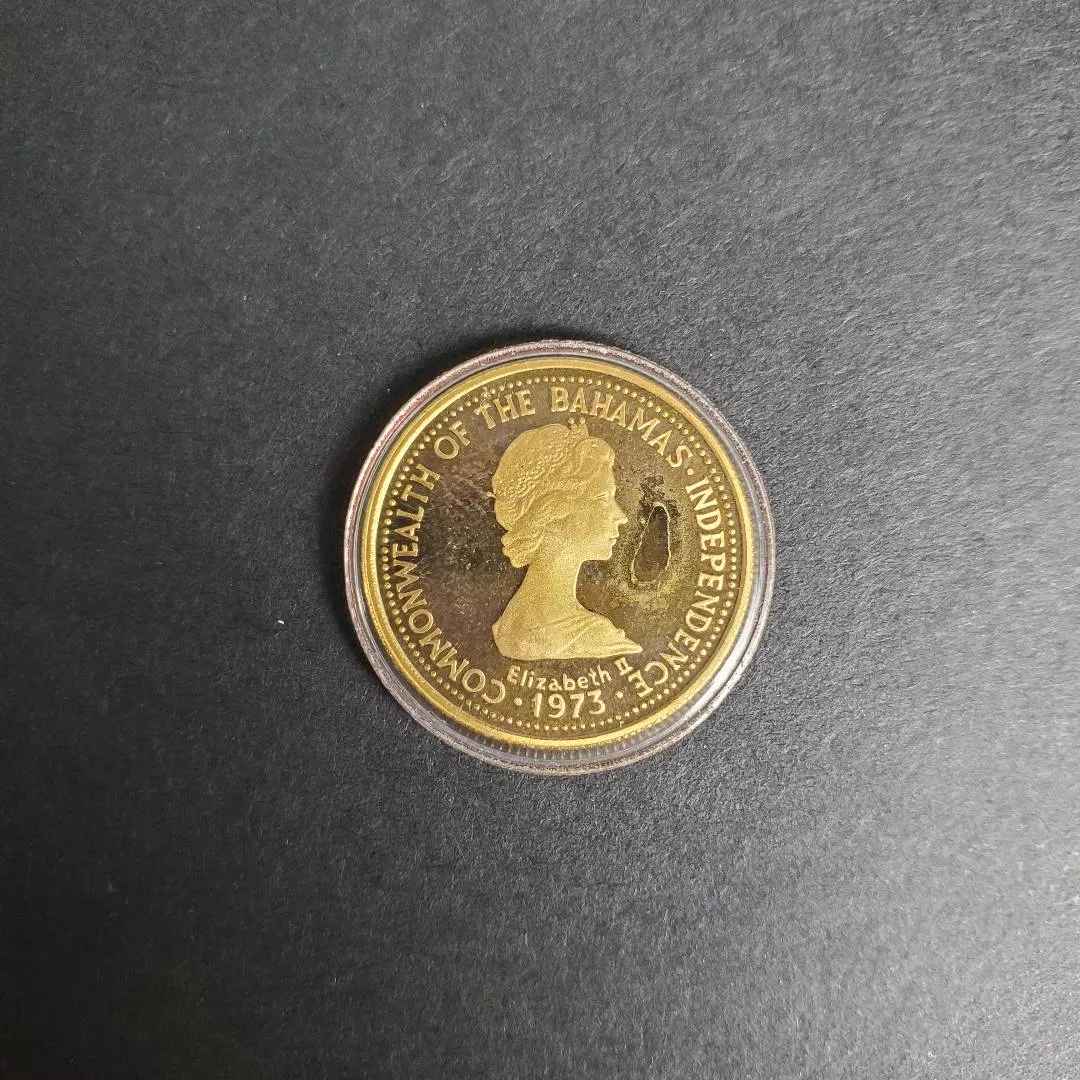 COMMONWEALTH OF THE BAHAMAS · INDEPENDENCE
Elizabeth II
· 1973 ·